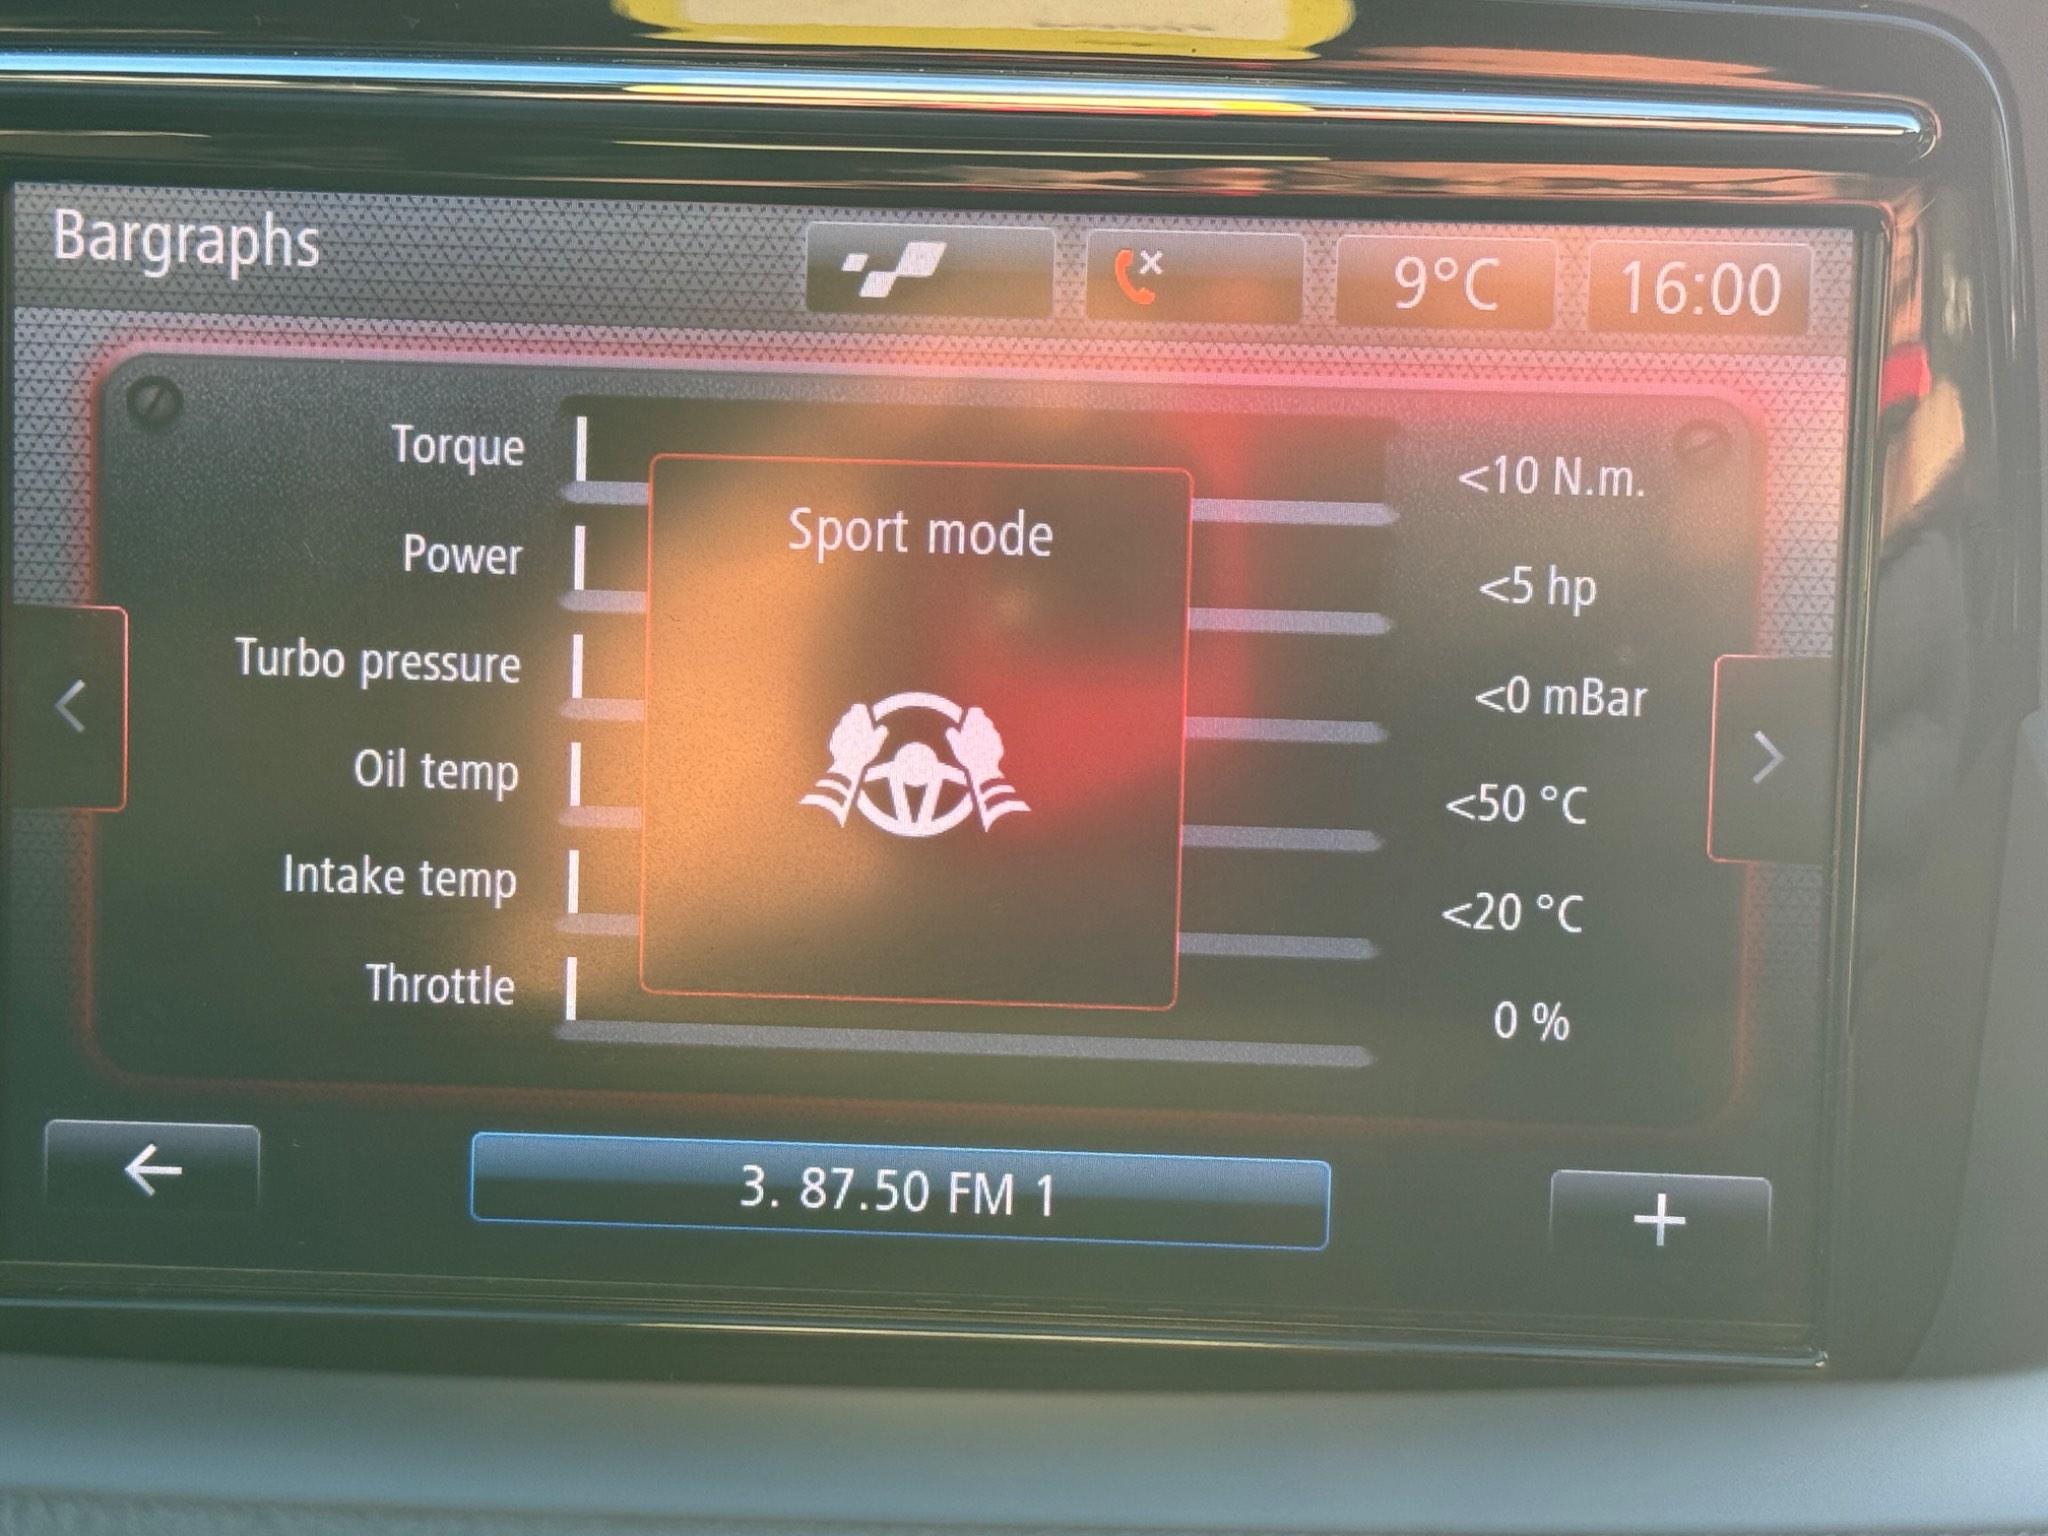 Bargraphs
9°C
16:00
Torque
<10 N.m.
Power
<5 hp
Turbo pressure
<0 mBar
Oil temp
<50 °C
Intake temp
<20 °C
Throttle
0 %
Sport mode
3. 87.50 FM 1